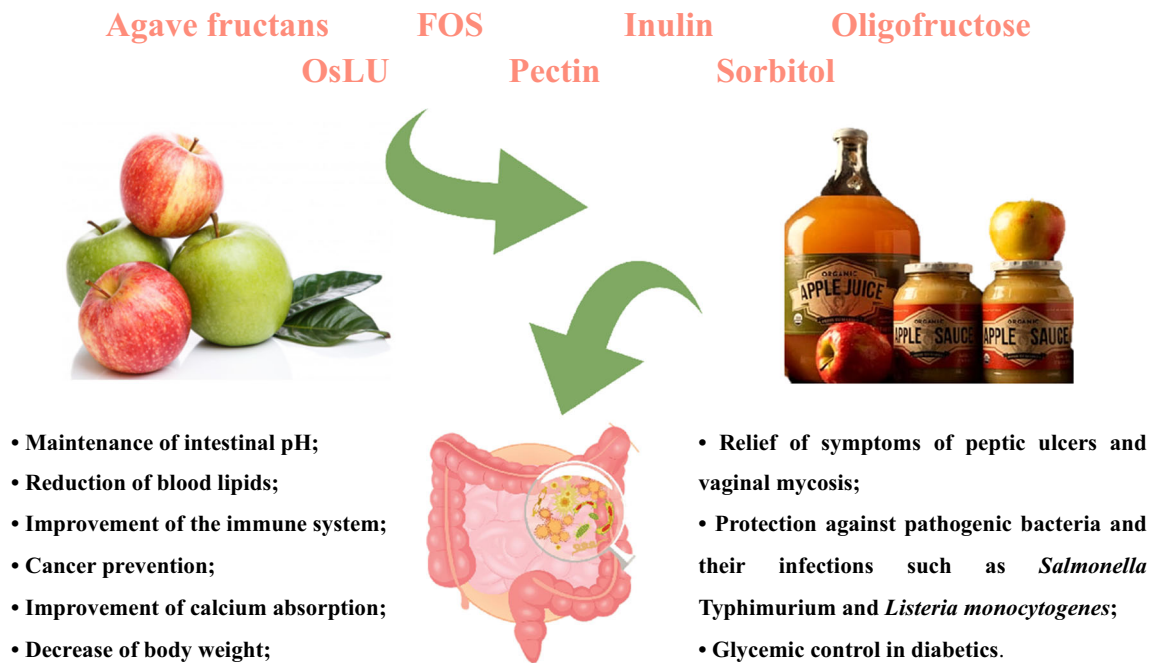 Agave fructans FOS Inulin Oligofructose
OsLU Pectin Sorbitol
ORGANIC
APPLE JUICE
ORGANIC
APPLE SAUCE
ORGANIC
APPLE SAUCE
• Maintenance of intestinal pH;
• Reduction of blood lipids;
• Improvement of the immune system;
• Cancer prevention;
• Improvement of calcium absorption;
• Decrease of body weight;
• Relief of symptoms of peptic ulcers and
vaginal mycosis;
• Protection against pathogenic bacteria and
their infections such as Salmonella
Typhimurium and Listeria monocytogenes;
• Glycemic control in diabetics.